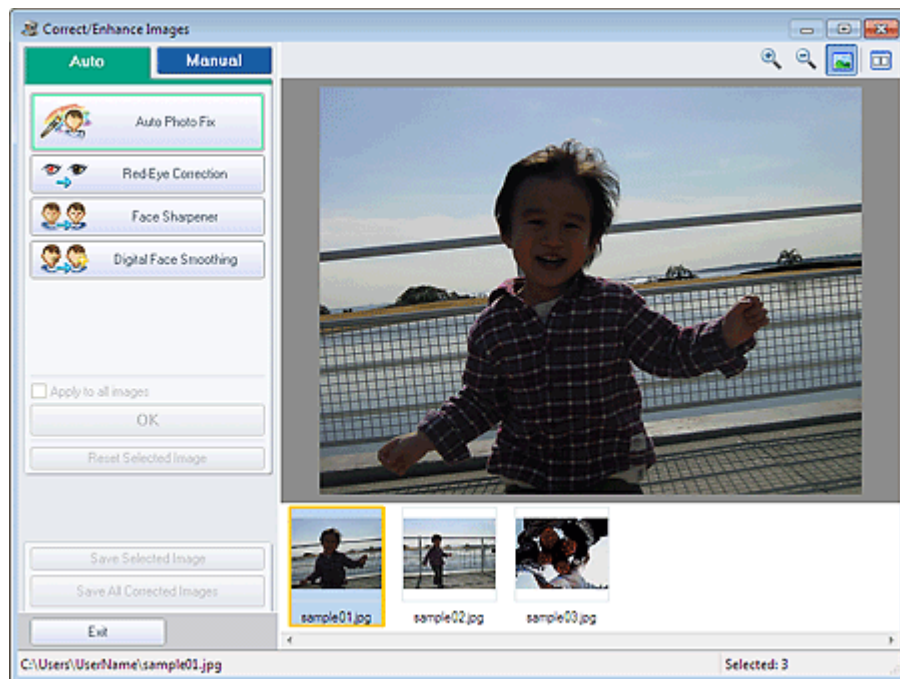 Correct/Enhance Images
Auto
Manual
Auto Photo Fix
Red-Eye Correction
Face Sharpener
Digital Face Smoothing
Apply to all images
OK
Reset Selected Image
Save Selected Image
Save All Corrected Images
Exit
sample01.jpg
sample02.jpg
sample03.jpg
C:\Users\UserName\sample01.jpg
Selected: 3